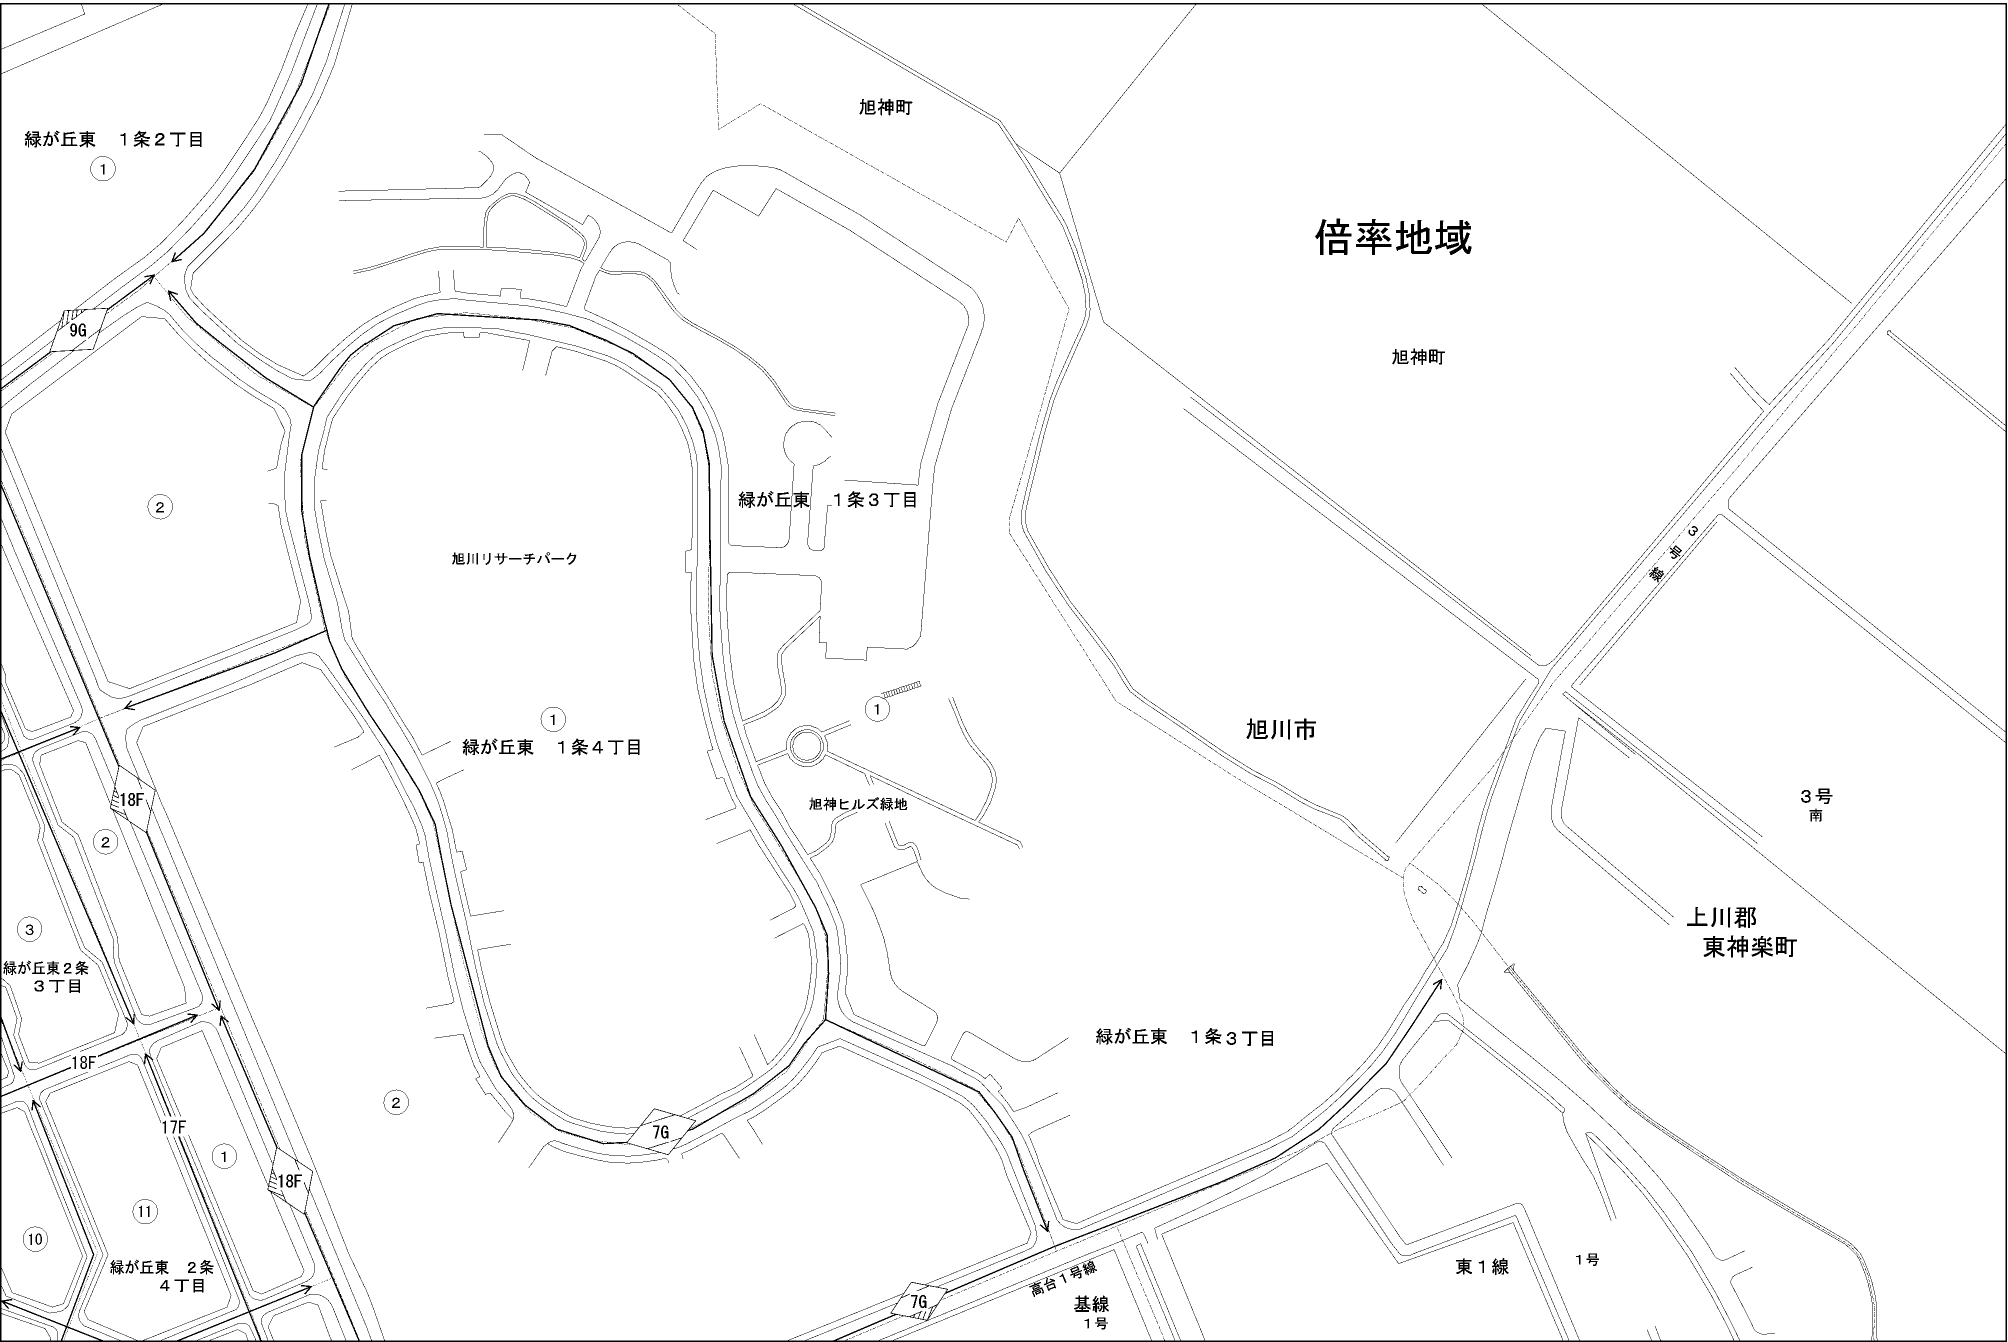 旭神町
緑が丘東　１条２丁目
①
倍率地域
9G
旭神町
緑が丘東　１条３丁目
②
3号線
旭川リサーチパーク
①
①
緑が丘東　１条４丁目
旭川市
18F
旭神ヒルズ緑地
３号
南
②
上川郡
東神楽町
③
緑が丘東２条
３丁目
緑が丘東　１条３丁目
18F
②
17F
7G
①
18F
⑪
⑩
緑が丘東　２条
４丁目
東１線
１号
高台１号線
7G
基線
１号